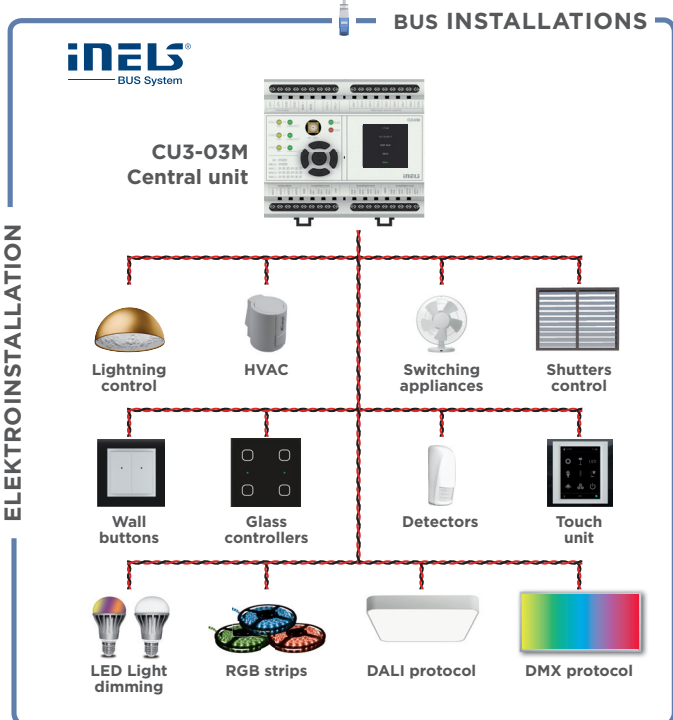 BUS INSTALLATIONS
iNELS®
BUS System
CU3-03M
Central unit
iNELS
ELEKTROINSTALLATION
Lightning
control
HVAC
Switching
appliances
Shutters
control
Wall
buttons
Glass
controllers
Detectors
Touch
unit
LED Light
dimming
RGB strips
DALI protocol
DMX protocol